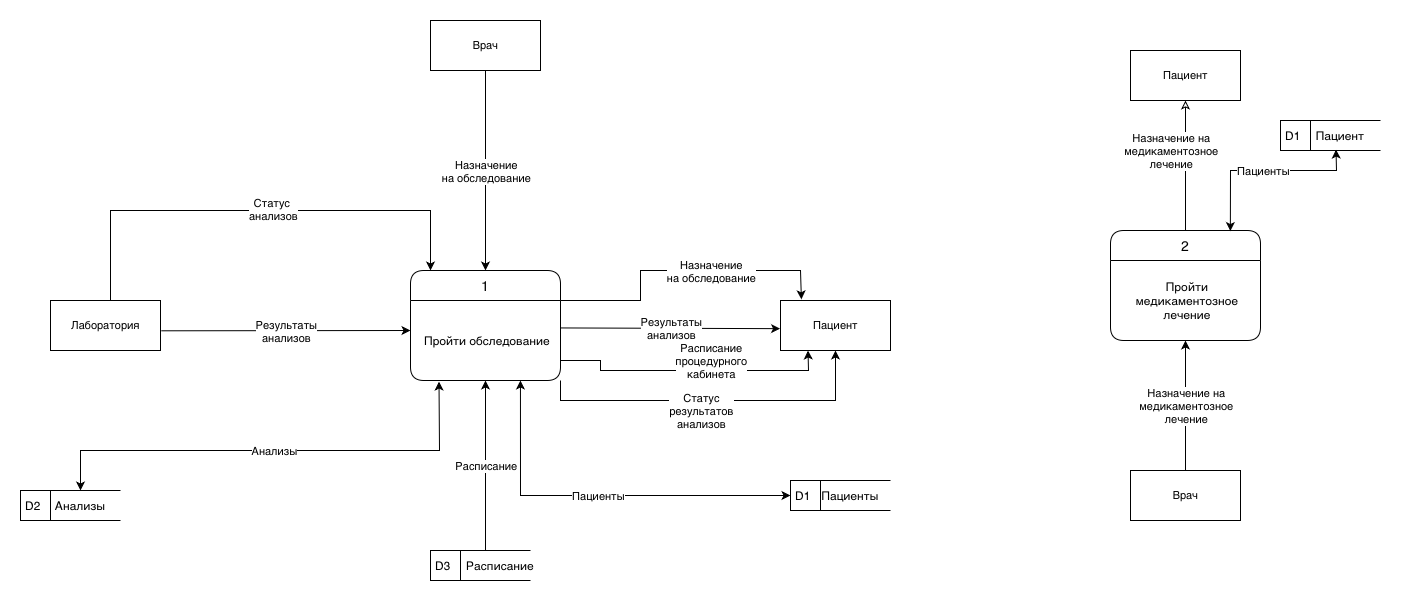 Врач
Назначение
на обследование
Статус
анализов
Лаборатория
Результаты
анализов
1
Пройти обследование
Назначение
на обследование
Результаты
анализов
Расписание
процедурного
кабинета
Статус
результатов
анализов
Пациент
Анализы
D2 Анализы
Расписание
D3 Расписание
Пациенты
D1 Пациенты
Пациент
Назначение на
медикаментозное
лечение
D1 Пациент
Пациенты
2
Пройти
медикаментозное
лечение
Назначение на
медикаментозное
лечение
Врач